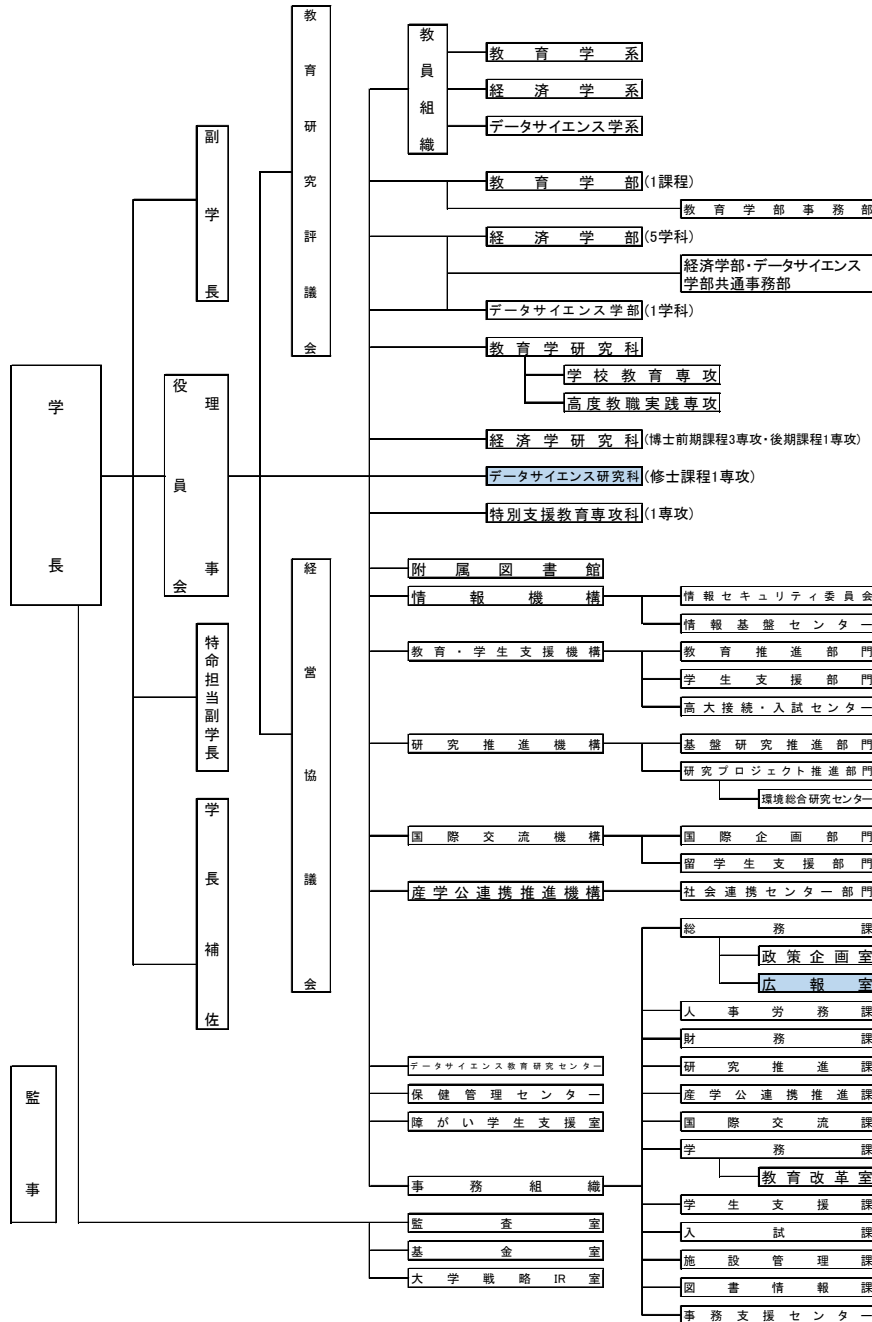 学長
監事
副学長
役員会
理事
特命担当副学長
学長補佐
教育研究評議会
経営協議会
教員組織
教育学系
経済学系
データサイエンス学系
教育学部(1課程)
教育学部事務部
経済学部(5学科)
経済学部・データサイエンス
学部共通事務部
データサイエンス学部(1学科)
教育学研究科
学校教育専攻
高度教職実践専攻
経済学研究科(博士前期課程3専攻・後期課程1専攻)
データサイエンス研究科(修士課程1専攻)
特別支援教育専攻科(1専攻)
附属図書館
情報機構
情報セキュリティ委員会
情報基盤センター
教育・学生支援機構
教育推進部門
学生支援部門
高大接続・入試センター
研究推進機構
基盤研究推進部門
研究プロジェクト推進部門
環境総合研究センター
国際交流機構
国際企画部門
留学生支援部門
産学公連携推進機構
社会連携センター部門
データサイエンス教育研究センター
保健管理センター
障がい学生支援室
事務組織
総務課
政策企画室
広報室
人事労務課
財務課
研究推進課
産学公連携推進課
国際交流課
学務課
教育改革室
学生支援課
入試課
施設管理課
図書情報課
事務支援センター
監査室
基金室
大学戦略IR室